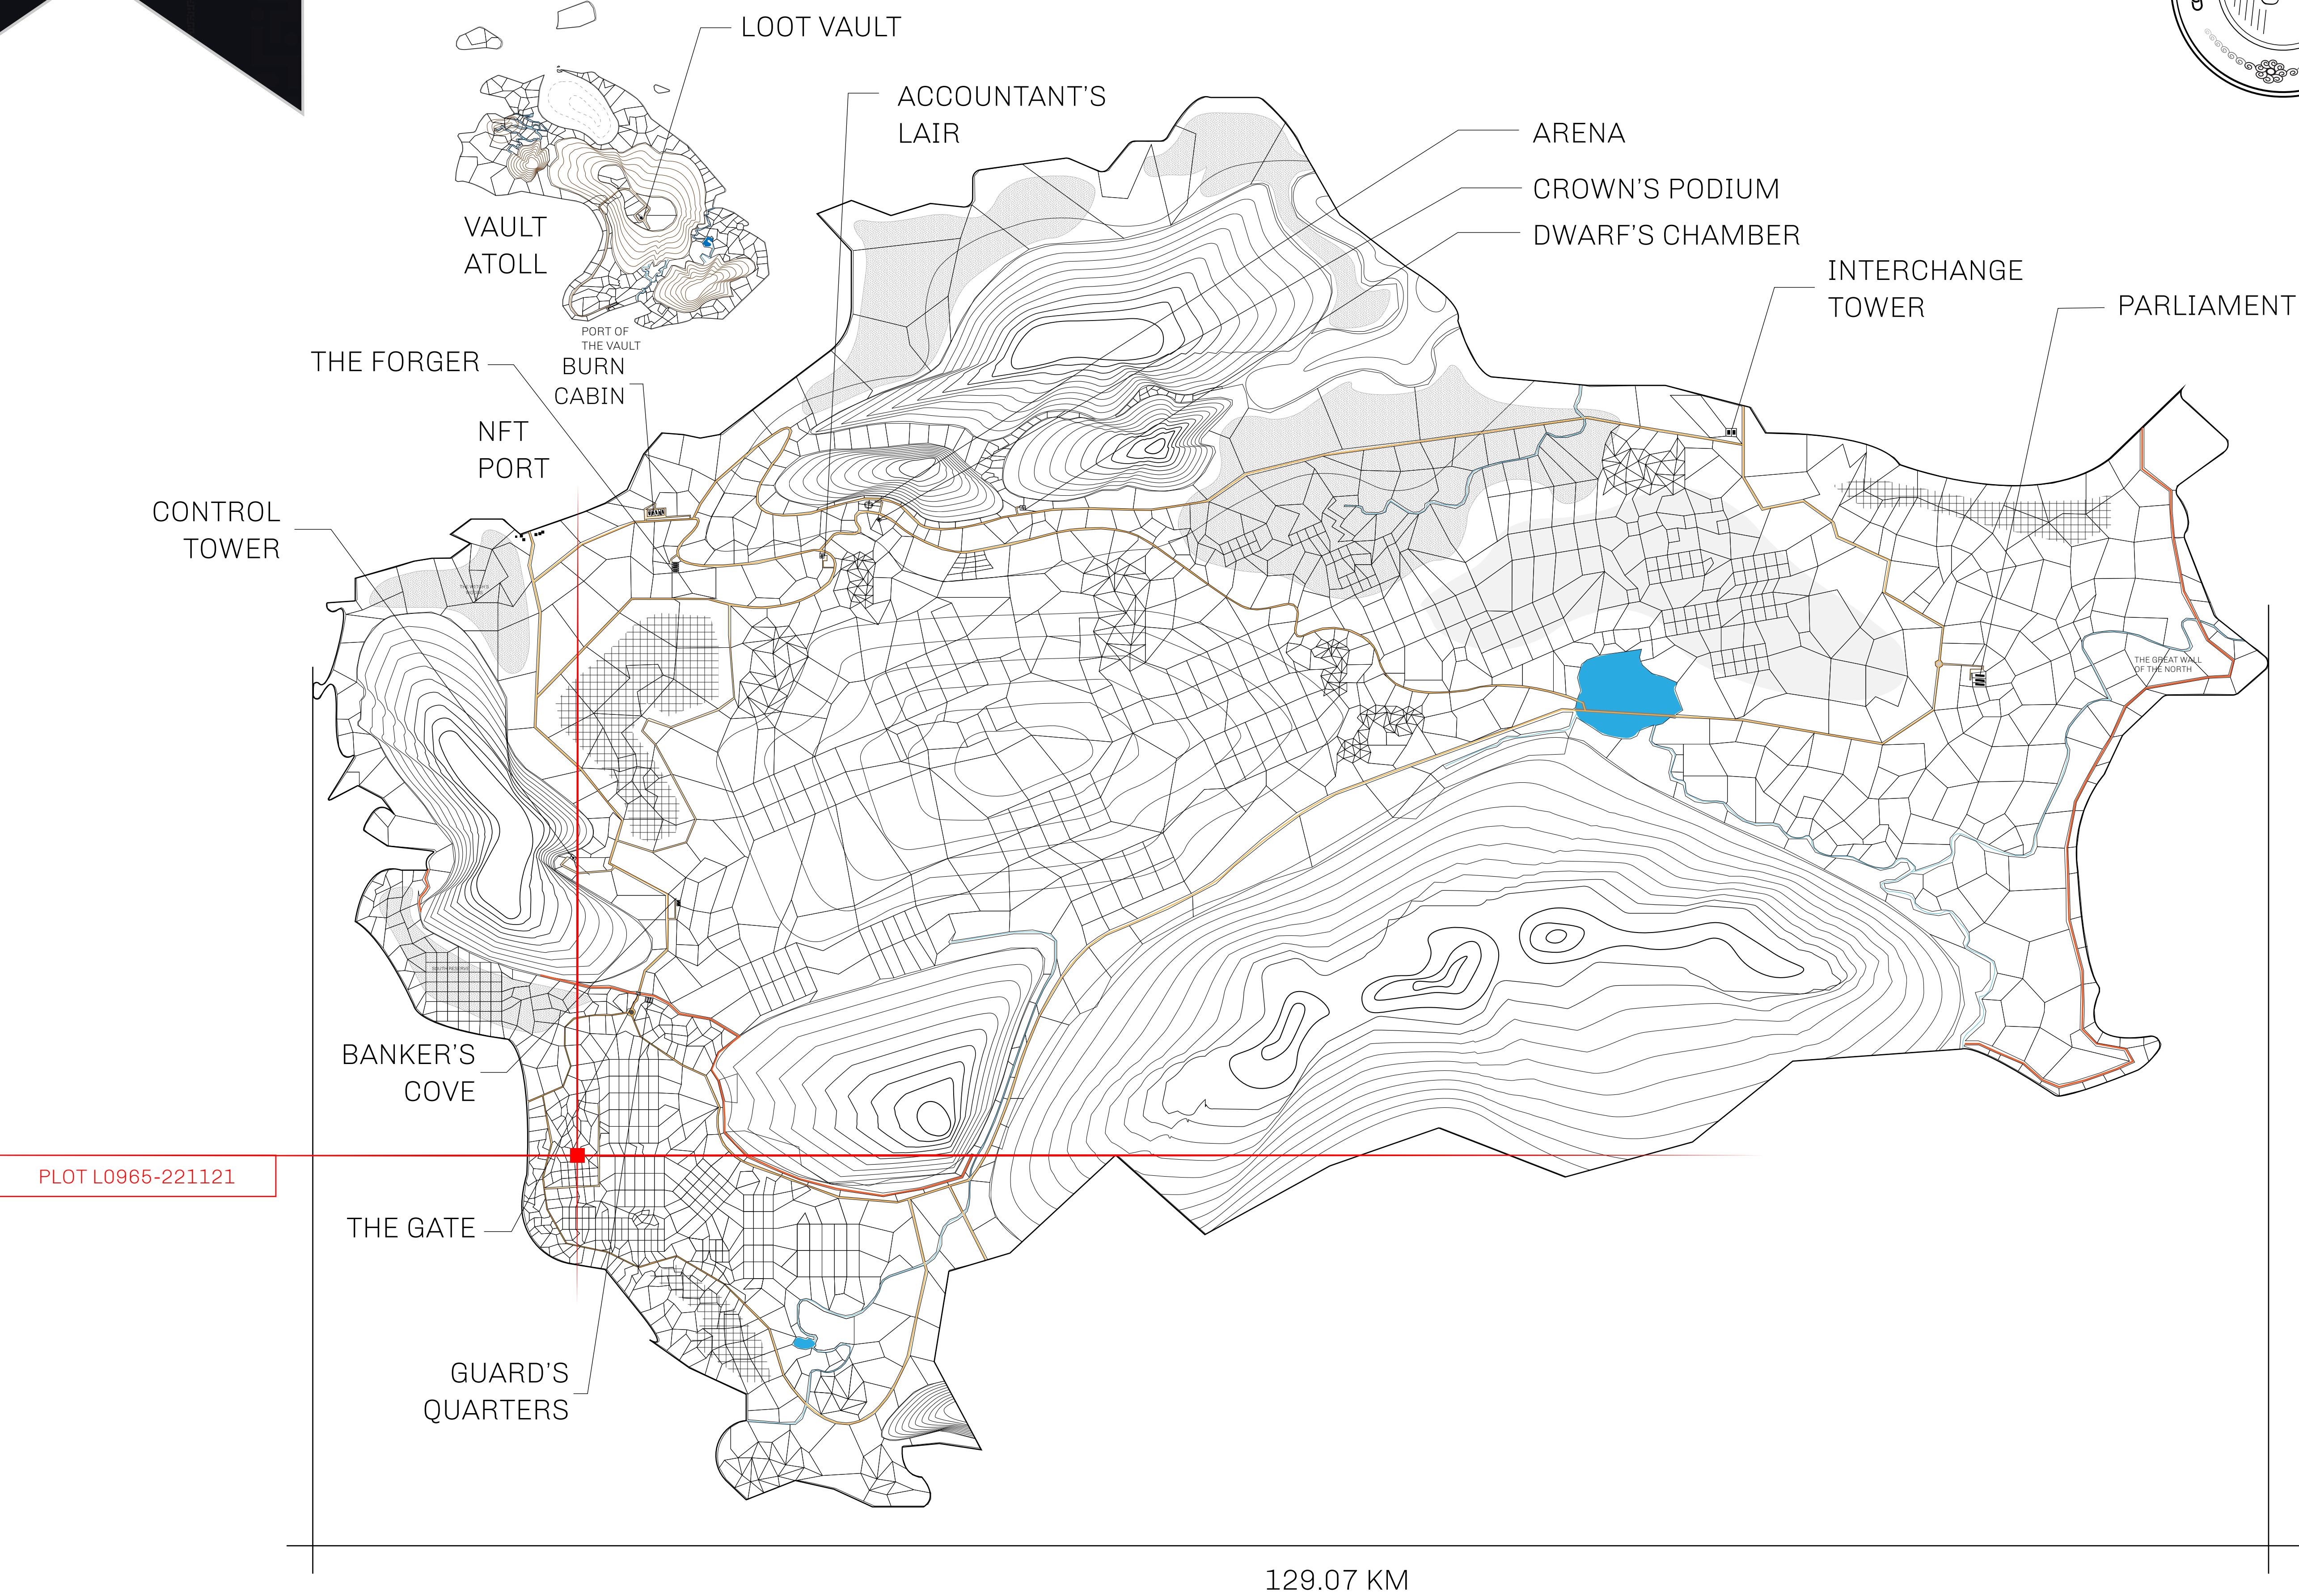 LOOT VAULT
ACCOUNTANT'S
LAIR
ARENA
CROWN'S PODIUM
DWARF'S CHAMBER
VAULT
ATOLL
INTERCHANGE
TOWER
PARLIAMENT
PORT OF
THE VAULT
THE FORGER
BURN
CABIN
NFT
PORT
CONTROL
TOWER
THE GREAT WALL
OF THE NORTH
SOUTH RESERVE
BANKER'S
COVE
PLOT L0965-221121
THE GATE
GUARD'S
QUARTERS
129.07 KM